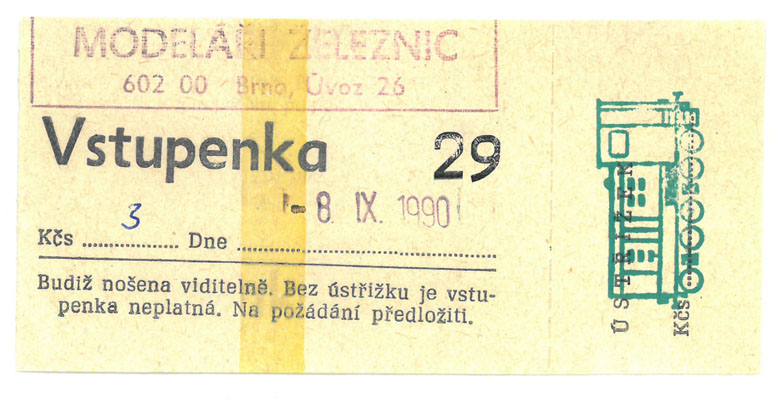 MODELÁŘI ŽELEZNIC
602 00 Brno, Úvoz 26
Vstupenka 29
- 8. IX. 1990
Kčs 3 Dne
Budiž nošena viditelně. Bez ústřižku je vstu-
penka neplatná. Na požádání předložiti.
ÚSTŘIŽEK
Kčs